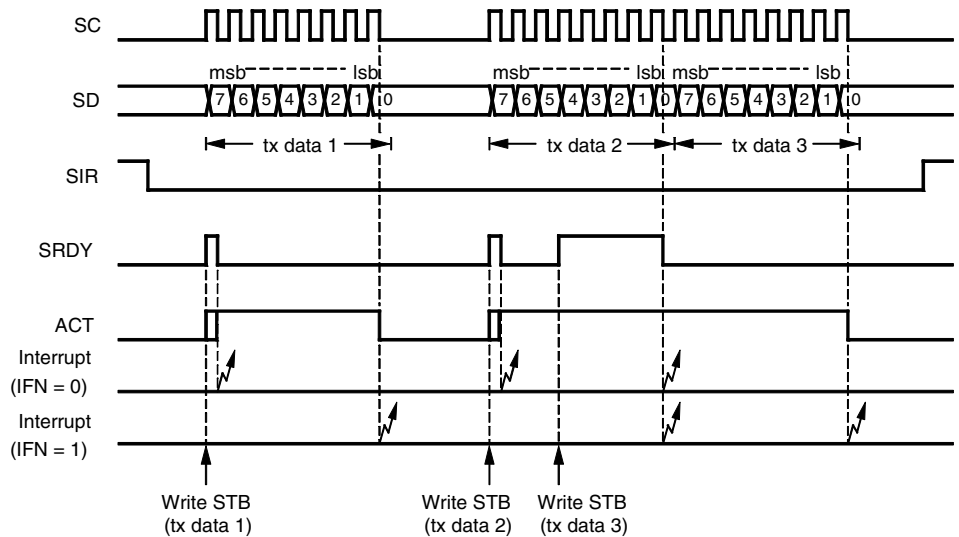 SC
msb lsb msb lsb msb lsb
SD 7 6 5 4 3 2 1 0 7 6 5 4 3 2 1 0 7 6 5 4 3 2 1 0
tx data 1 tx data 2 tx data 3
SIR
SRDY
ACT
Interrupt
(IFN = 0)
Interrupt
(IFN = 1)
Write STB
(tx data 1)
Write STB
(tx data 2)
Write STB
(tx data 3)